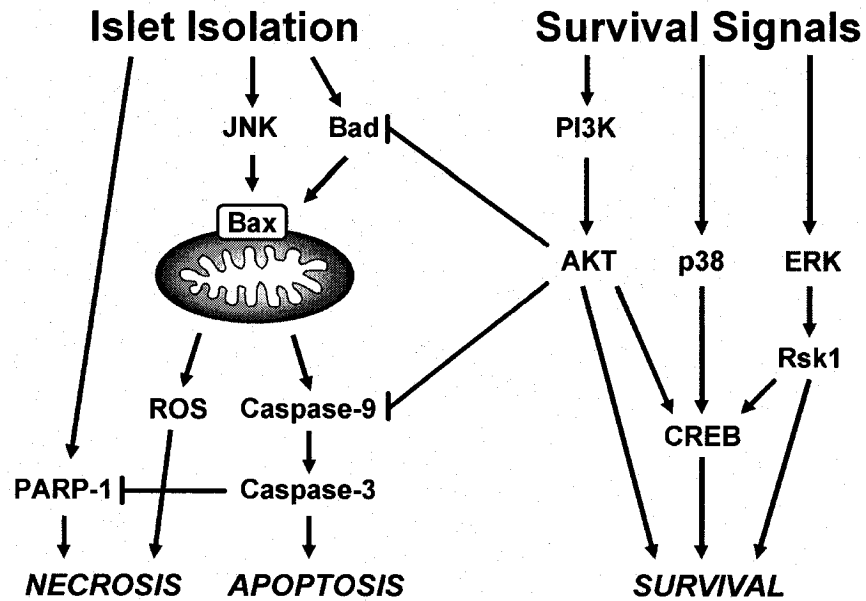 Islet Isolation
Survival Signals
JNK
Bad
PI3K
Bax
AKT
p38
ERK
Rsk1
ROS
Caspase-9
CREB
PARP-1
Caspase-3
NECROSIS
APOPTOSIS
SURVIVAL